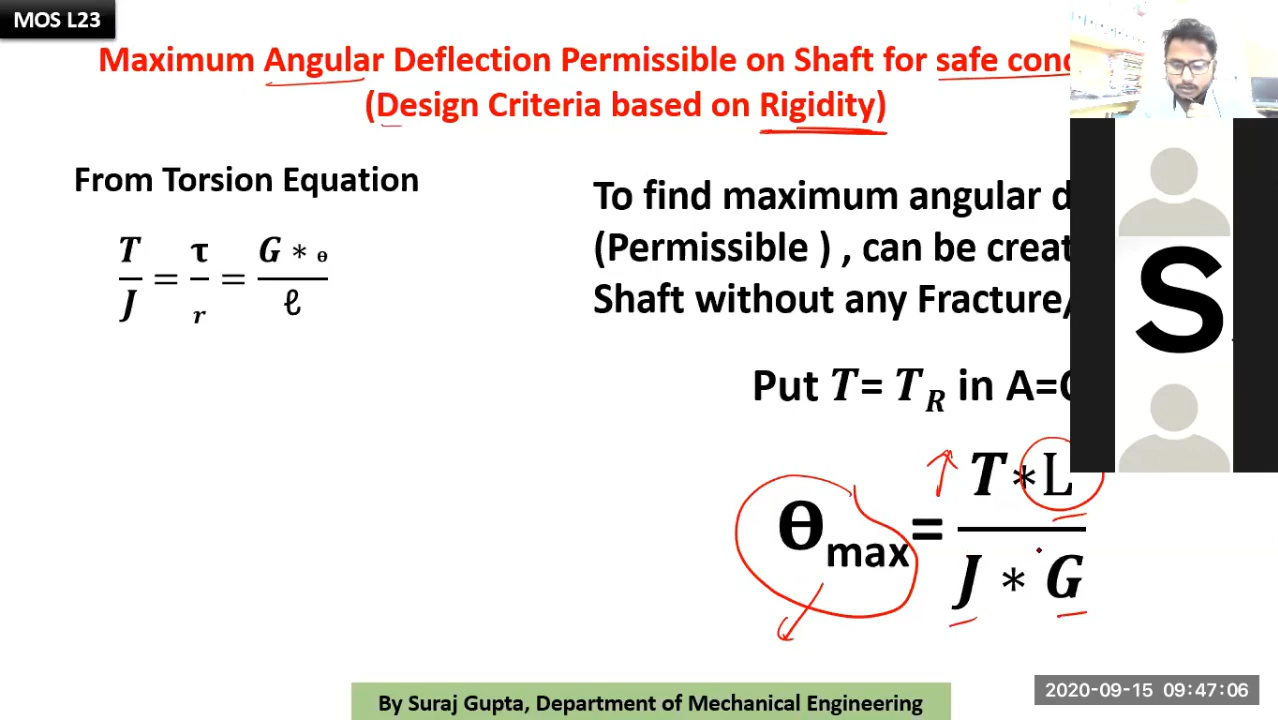 MOS L23
Maximum Angular Deflection Permissible on Shaft for safe
(Design Criteria based on Rigidity)
From Torsion Equation
T/J = τ/r = G * θ/ℓ
To find maximum angular
(Permissible ) , can be
Shaft without any Fracture/
Put T= T_R in
θmax = T*L/J * G
S
By Suraj Gupta, Department of Mechanical Engineering
2020-09-15 09:47:06